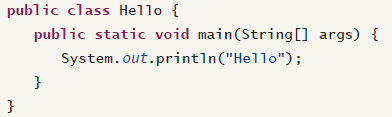 public class Hello {
   public static void main(String[] args) {
      System.out.println("Hello");
   }
}